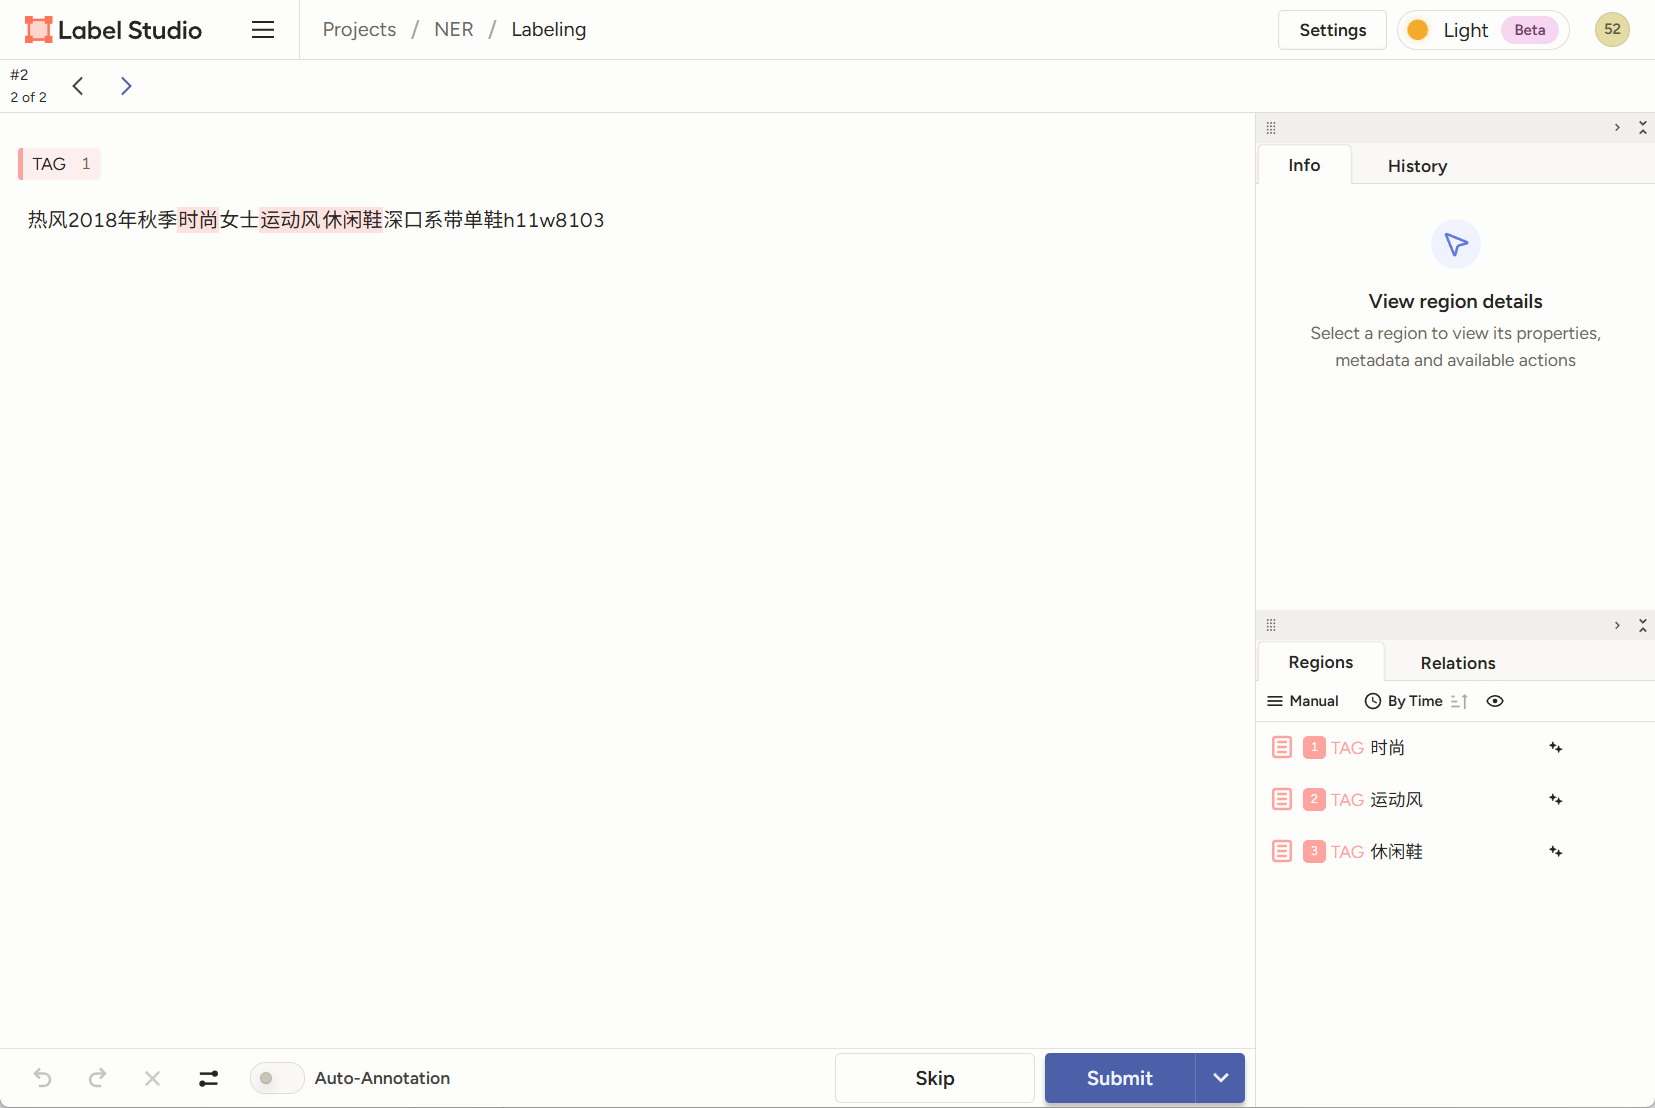 Label Studio
Projects / NER / Labeling
Settings
Light Beta
52
#2
2 of 2
TAG 1
热风2018年秋季时尚女士运动风休闲鞋深口系带单鞋h11w8103
Info
History
View region details
Select a region to view its properties,
metadata and available actions
Regions
Relations
Manual
By Time
1 TAG 时尚
2 TAG 运动风
3 TAG 休闲鞋
Auto-Annotation
Skip
Submit